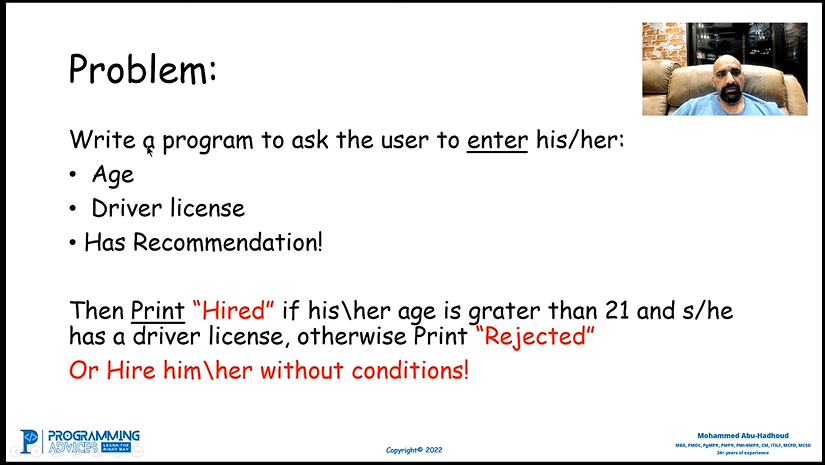 Problem:
Write a program to ask the user to enter his/her:
• Age
• Driver license
• Has Recommendation!
Then Print “Hired” if his\her age is grater than 21 and s/he
has a driver license, otherwise Print “Rejected”
Or Hire him\her without conditions!
PROGRAMMING
ADVICES LEARN THE
RIGHT WAY
Copyright© 2022
Mohammed Abu-Hadhoud
MBA, PMOC, PgMP®, PMP®, PMI-RMP®, CM, ITILF, MCPD, MCSD
26+ years of experience